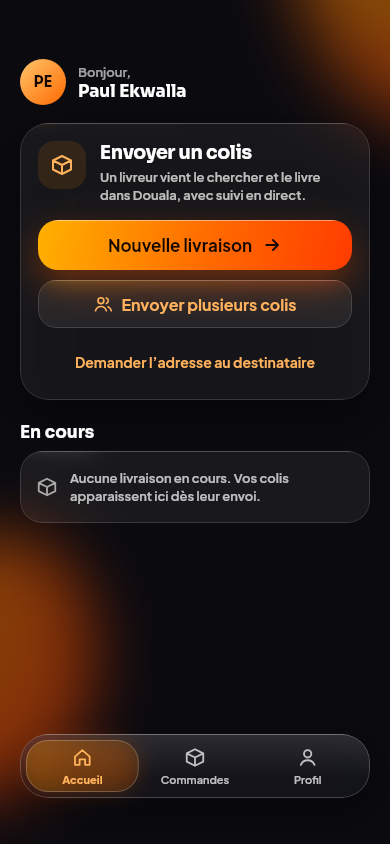 PE
Bonjour,
Paul Ekwalla
Envoyer un colis
Un livreur vient le chercher et le livre
dans Douala, avec suivi en direct.
Nouvelle livraison →
Envoyer plusieurs colis
Demander l’adresse au destinataire
En cours
Aucune livraison en cours. Vos colis
apparaissent ici dès leur envoi.
Accueil
Commandes
Profil